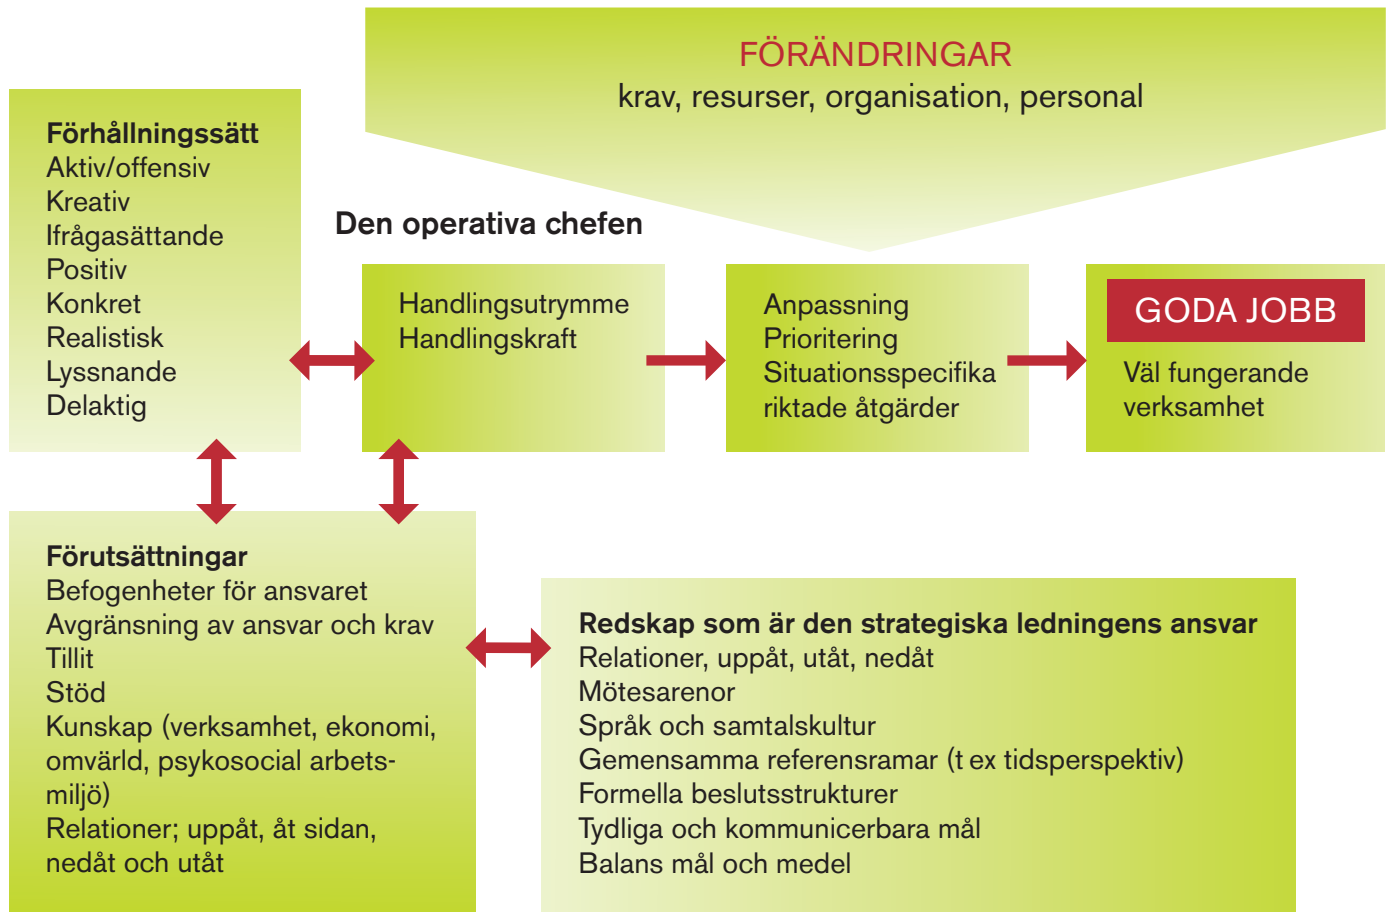 FÖRÄNDRINGAR
krav, resurser, organisation, personal
Förhållningssätt
Aktiv/offensiv
Kreativ
Ifrågasättande
Positiv
Konkret
Realistisk
Lyssnande
Delaktig
Den operativa chefen
Handlingsutrymme
Handlingskraft
Anpassning
Prioritering
Situationsspecifika
riktade åtgärder
GODA JOBB
Väl fungerande
verksamhet
Förutsättningar
Befogenheter för ansvaret
Avgränsning av ansvar och krav
Tillit
Stöd
Kunskap (verksamhet, ekonomi,
omvärld, psykosocial arbets-
miljö)
Relationer; uppåt, åt sidan,
nedåt och utåt
Redskap som är den strategiska ledningens ansvar
Relationer, uppåt, utåt, nedåt
Mötesarenor
Språk och samtalskultur
Gemensamma referensramar (t ex tidsperspektiv)
Formella beslutsstrukturer
Tydliga och kommunicerbara mål
Balans mål och medel